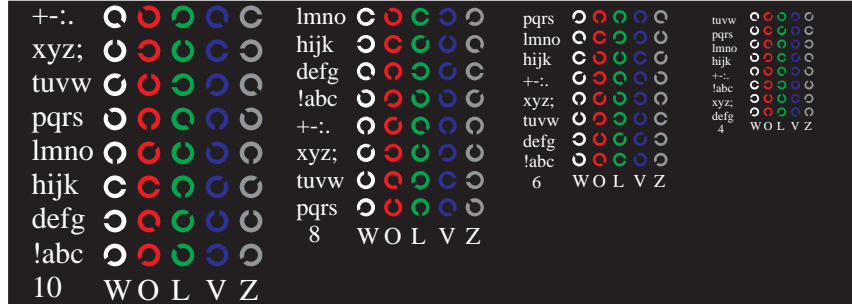 +-:.
xyz;
tuvw
pqrs
lmno
hijk
defg
!abc
10 W O L V Z
lmno
hijk
defg
!abc
+-:.
xyz;
tuvw
pqrs
8 W O L V Z
pqrs
lmno
hijk
+-:.
xyz;
tuvw
defg
!abc
6 W O L V Z
tuvw
pqrs
lmno
hijk
+-:.
!abc
xyz;
defg
4 W O L V Z